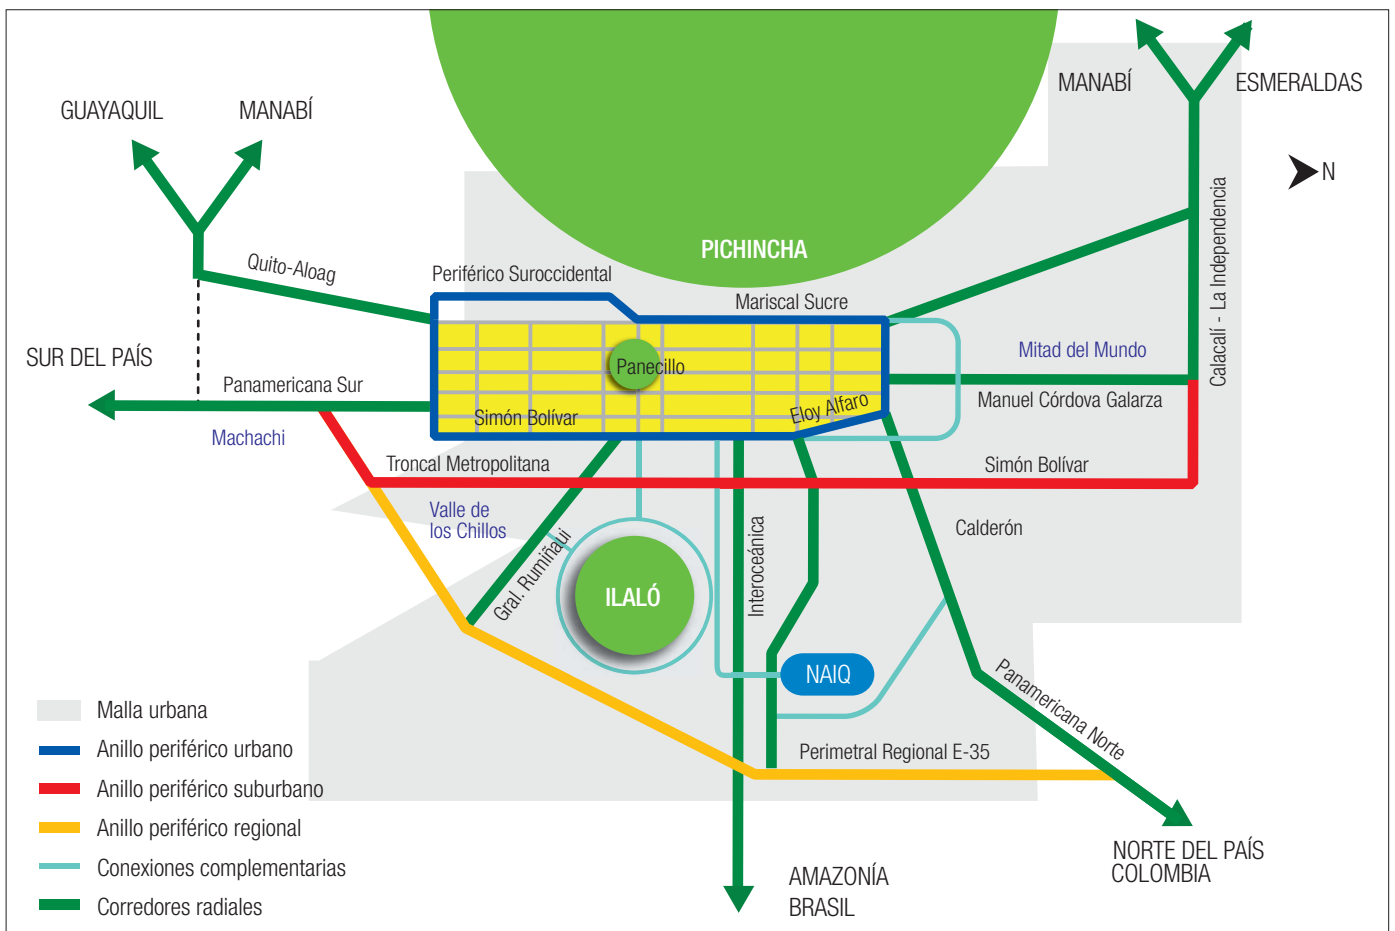 GUAYAQUIL
MANABÍ
MANABÍ
ESMERALDAS
N
PICHINCHA
Quito-Aloag
Periférico Suroccidental
Mariscal Sucre
Calacalí - La Independencia
SUR DEL PAÍS
Panamericana Sur
Machachi
Panecillo
Simón Bolívar
Eloy Alfaro
Mitad del Mundo
Manuel Córdova Galarza
Troncal Metropolitana
Simón Bolívar
Valle de
los Chillos
Gral. Rumiñaui
ILALÓ
Interoceánica
Calderón
NAIQ
Panamericana Norte
Perimetral Regional E-35
NORTE DEL PAÍS
COLOMBIA
AMAZONÍA
BRASIL
Malla urbana
Anillo periférico urbano
Anillo periférico suburbano
Anillo periférico regional
Conexiones complementarias
Corredores radiales